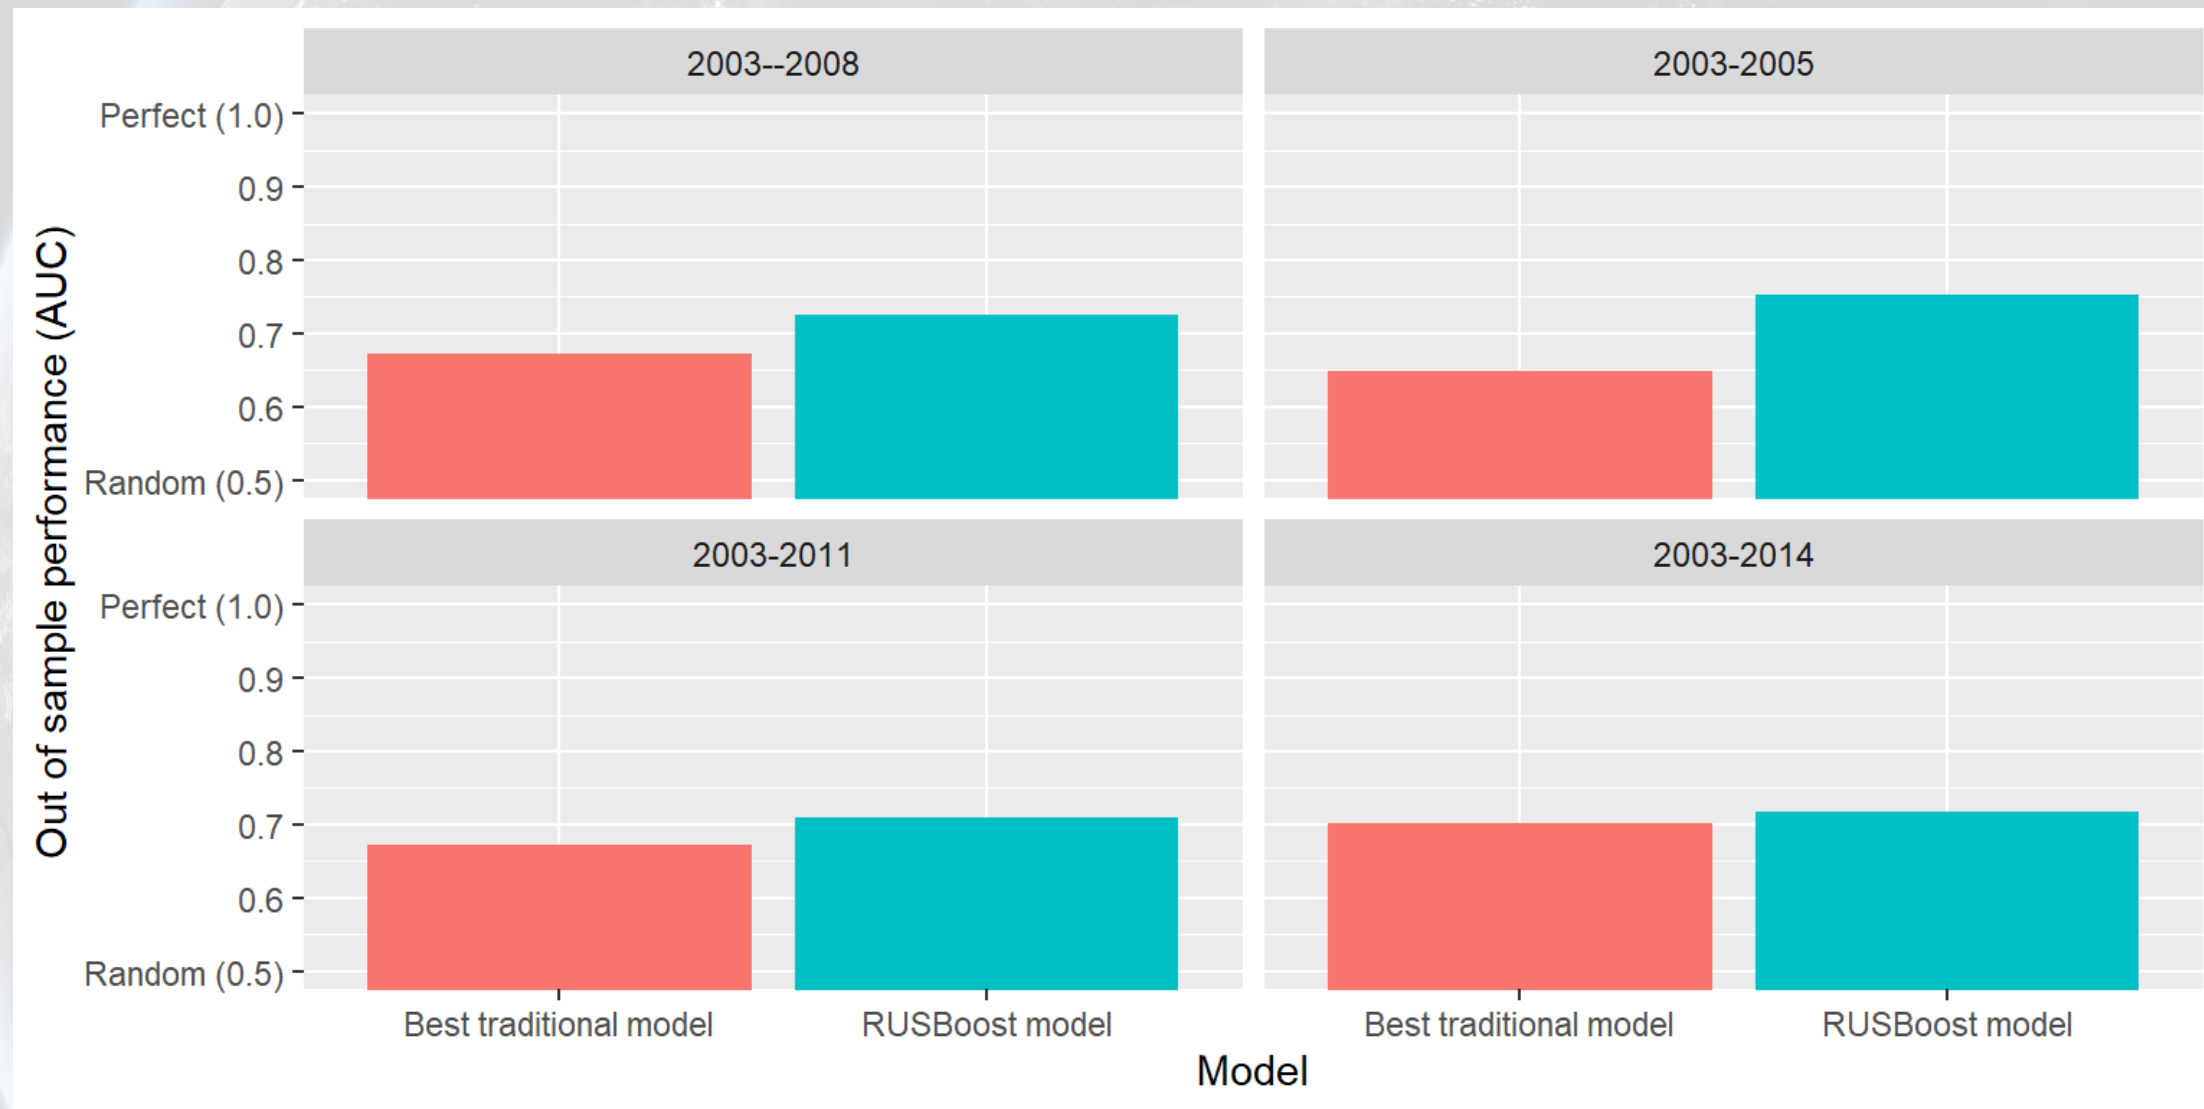 2003--2008
2003-2005
Perfect (1.0)
0.9
0.8
0.7
0.6
Random (0.5)
2003-2011
2003-2014
Perfect (1.0)
0.9
0.8
0.7
0.6
Random (0.5)
Out of sample performance (AUC)
Best traditional model
RUSBoost model
Best traditional model
RUSBoost model
Model